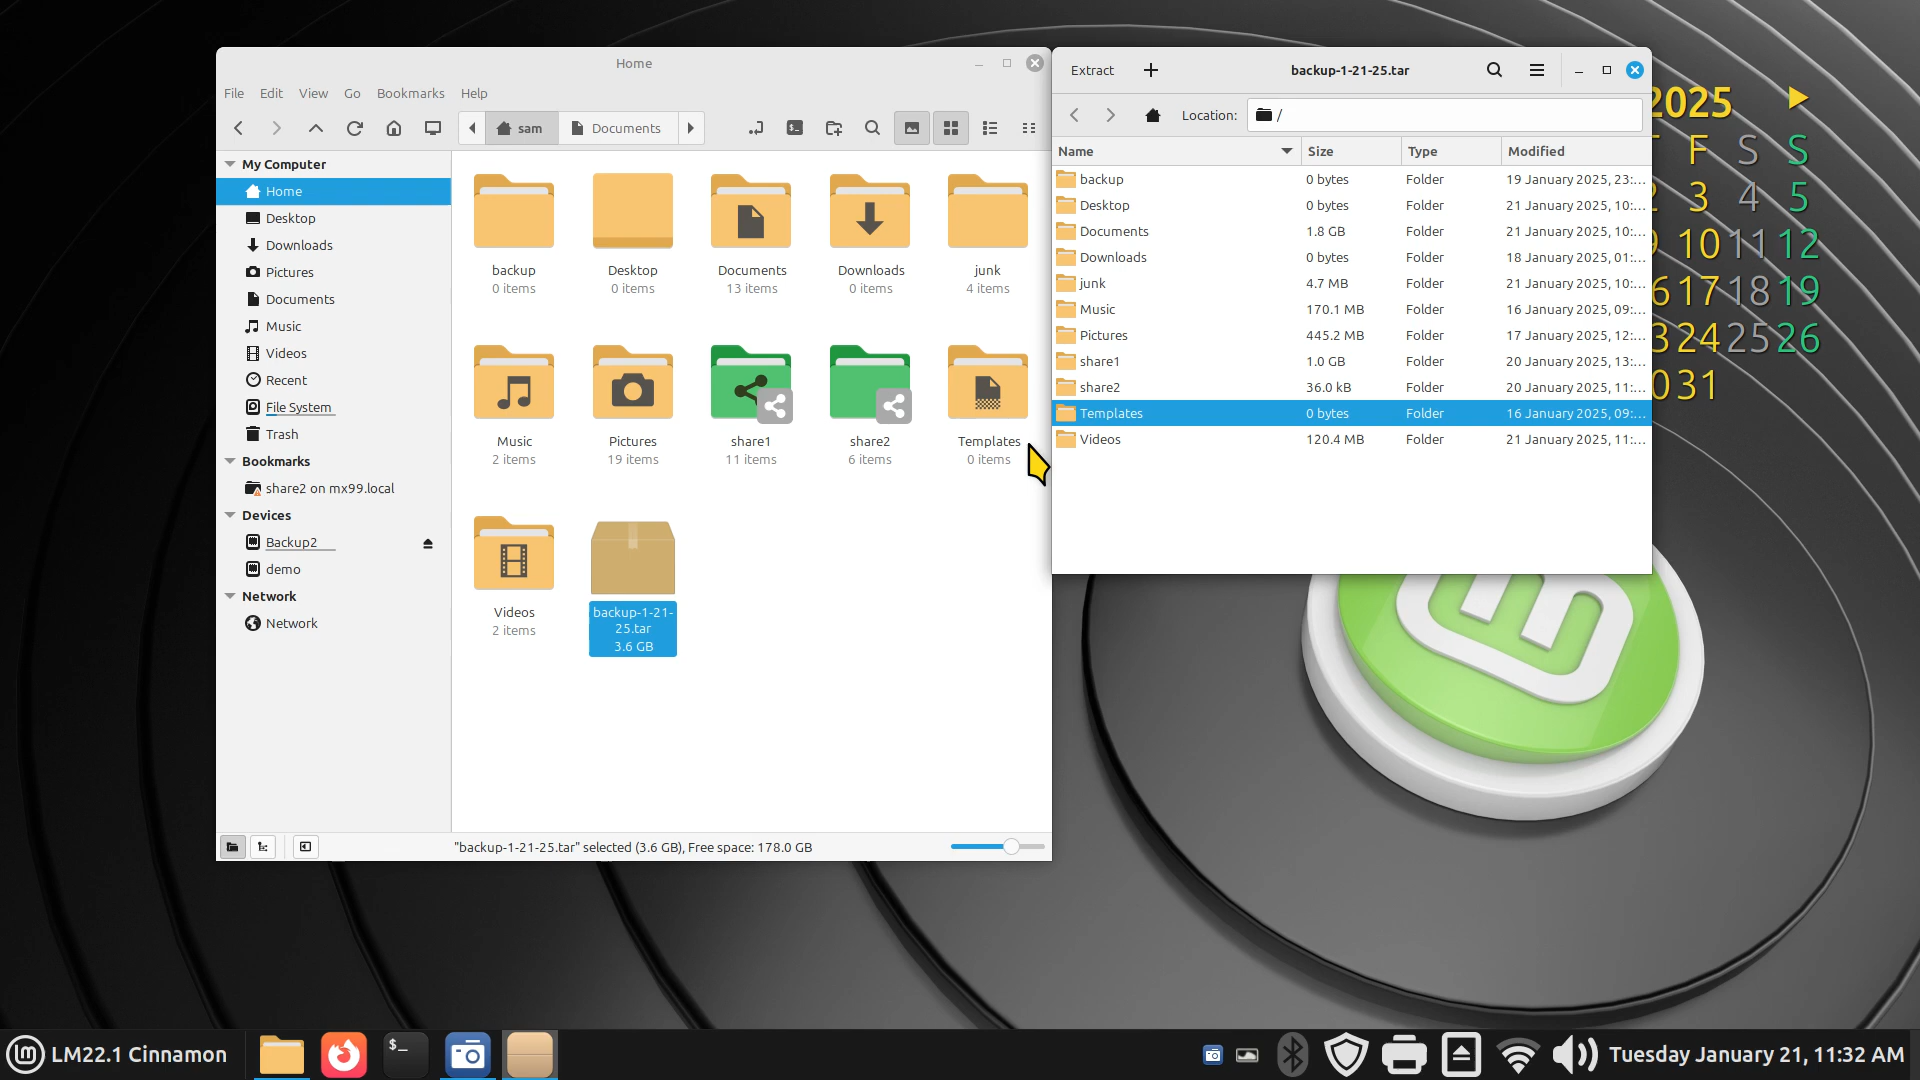 Home
File Edit View Go Bookmarks Help
sam Documents
My Computer
Home
Desktop
Downloads
Pictures
Documents
Music
Videos
Recent
File System
Trash
Bookmarks
share2 on mx99.local
Devices
Backup2
demo
Network
Network
backup Desktop Documents Downloads junk
0 items 0 items 13 items 0 items 4 items
Music Pictures share1 share2 Templates
2 items 19 items 11 items 6 items 0 items
Videos
2 items
backup-1-21-
25.tar
3.6 GB
"backup-1-21-25.tar" selected (3.6 GB), Free space: 178.0 GB
Extract backup-1-21-25.tar
Location: /
Name Size Type Modified
backup 0 bytes Folder 19 January 2025, 23:...
Desktop 0 bytes Folder 21 January 2025, 10:...
Documents 1.8 GB Folder 21 January 2025, 10:...
Downloads 0 bytes Folder 18 January 2025, 01:...
junk 4.7 MB Folder 21 January 2025, 10:...
Music 170.1 MB Folder 16 January 2025, 09:...
Pictures 445.2 MB Folder 17 January 2025, 12:...
share1 1.0 GB Folder 20 January 2025, 13:...
share2 36.0 kB Folder 20 January 2025, 11:...
Templates 0 bytes Folder 16 January 2025, 09:...
Videos 120.4 MB Folder 21 January 2025, 11:...
2025
F S S
3 4 5
10 11 12
17 18 19
24 25 26
31
LM22.1 Cinnamon
$_
Tuesday January 21, 11:32 AM